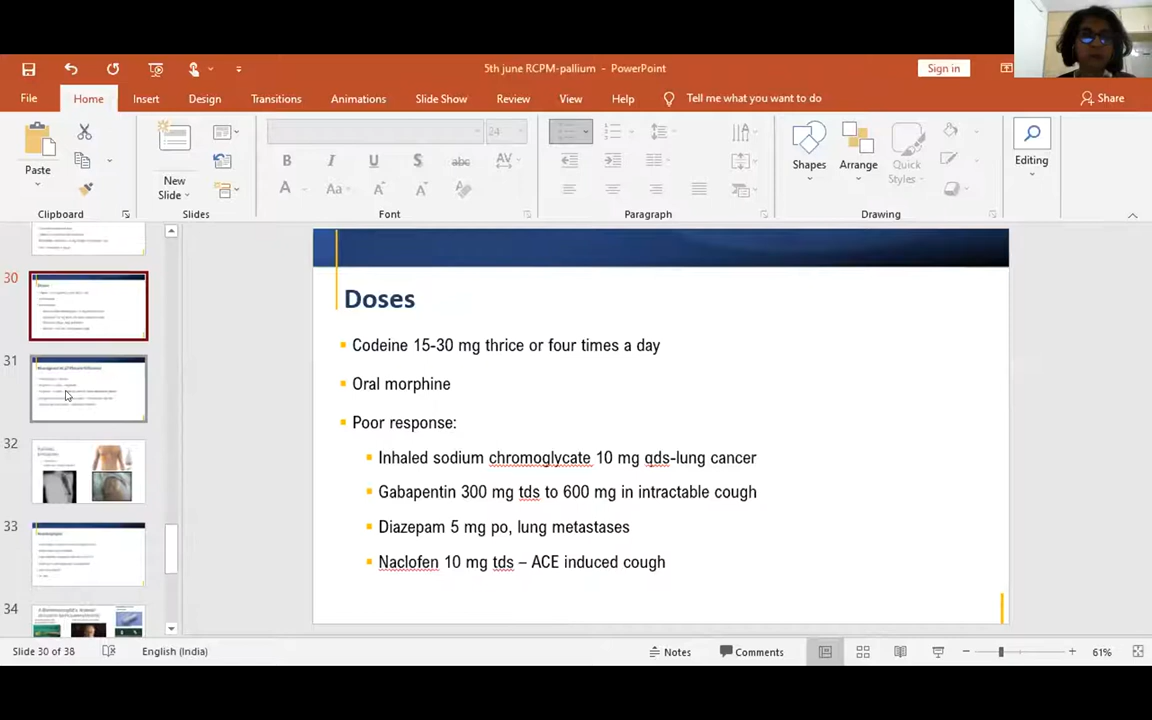 5th june RCPM-pallium - PowerPoint
Sign in
File
Home
Insert
Design
Transitions
Animations
Slide Show
Review
View
Help
Tell me what you want to do
Share
Paste
New
Slide
24
B I U S abc AV
A Aa A A
Shapes
Arrange
Quick
Styles
Editing
Clipboard
Slides
Font
Paragraph
Drawing
30
31
32
33
34
Doses
Codeine 15-30 mg thrice or four times a day
Oral morphine
Poor response:
Inhaled sodium chromoglycate 10 mg qds-lung cancer
Gabapentin 300 mg tds to 600 mg in intractable cough
Diazepam 5 mg po, lung metastases
Naclofen 10 mg tds – ACE induced cough
Slide 30 of 38
English (India)
Notes
Comments
61%